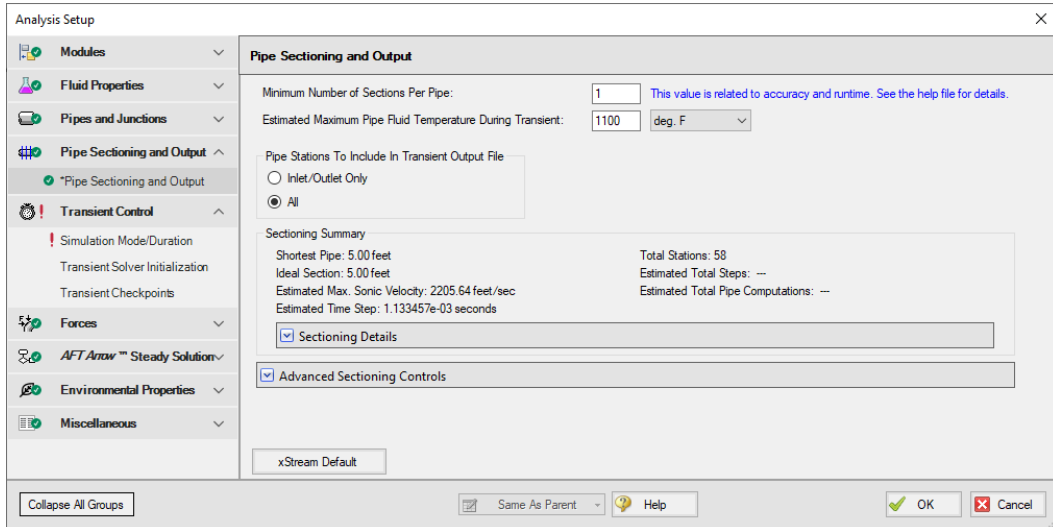 Analysis Setup
Modules
Fluid Properties
Pipes and Junctions
Pipe Sectioning and Output
*Pipe Sectioning and Output
Transient Control
Simulation Mode/Duration
Transient Solver Initialization
Transient Checkpoints
Forces
AFT Arrow ™ Steady Solution
Environmental Properties
Miscellaneous
Collapse All Groups
Pipe Sectioning and Output
Minimum Number of Sections Per Pipe: 1 This value is related to accuracy and runtime. See the help file for details.
Estimated Maximum Pipe Fluid Temperature During Transient: 1100 deg. F
Pipe Stations To Include In Transient Output File
Inlet/Outlet Only
All
Sectioning Summary
Shortest Pipe: 5.00 feet
Ideal Section: 5.00 feet
Estimated Max. Sonic Velocity: 2205.64 feet/sec
Estimated Time Step: 1.133457e-03 seconds
Total Stations: 58
Estimated Total Steps: ---
Estimated Total Pipe Computations: ---
Sectioning Details
Advanced Sectioning Controls
xStream Default
Same As Parent
Help
OK
Cancel